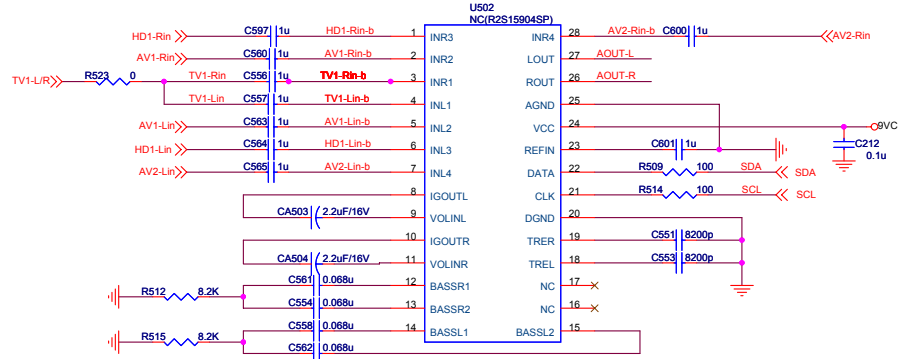 U502
NC(R2S15904SP)
HD1-Rin C597 1u HD1-Rin-b 1 INR3 INR4 28 AV2-Rin-b C600 1u AV2-Rin
AV1-Rin C560 1u AV1-Rin-b 2 INR2 LOUT 27 AOUT-L
TV1-L/R R523 0 TV1-Rin C556 1u TV1-Rin-b 3 INR1 ROUT 26 AOUT-R
TV1-Lin C557 1u TV1-Lin-b 4 INL1 AGND 25
AV1-Lin C563 1u AV1-Lin-b 5 INL2 VCC 24 9VC
HD1-Lin C564 1u HD1-Lin-b 6 INL3 REFIN 23 C601 1u C212 0.1u
AV2-Lin C565 1u AV2-Lin-b 7 INL4 DATA 22 R509 100 SDA SDA
8 IGOUTL CLK 21 R514 100 SCL SCL
CA503 2.2uF/16V 9 VOLINL DGND 20
10 IGOUTR TRER 19 C551 8200p
CA504 2.2uF/16V 11 VOLINR TREL 18 C553 8200p
C561 0.068u 12 BASSR1 NC 17
R512 8.2K C554 0.068u 13 BASSR2 NC 16
C558 0.068u 14 BASSL1 BASSL2 15
R515 8.2K C562 0.068u